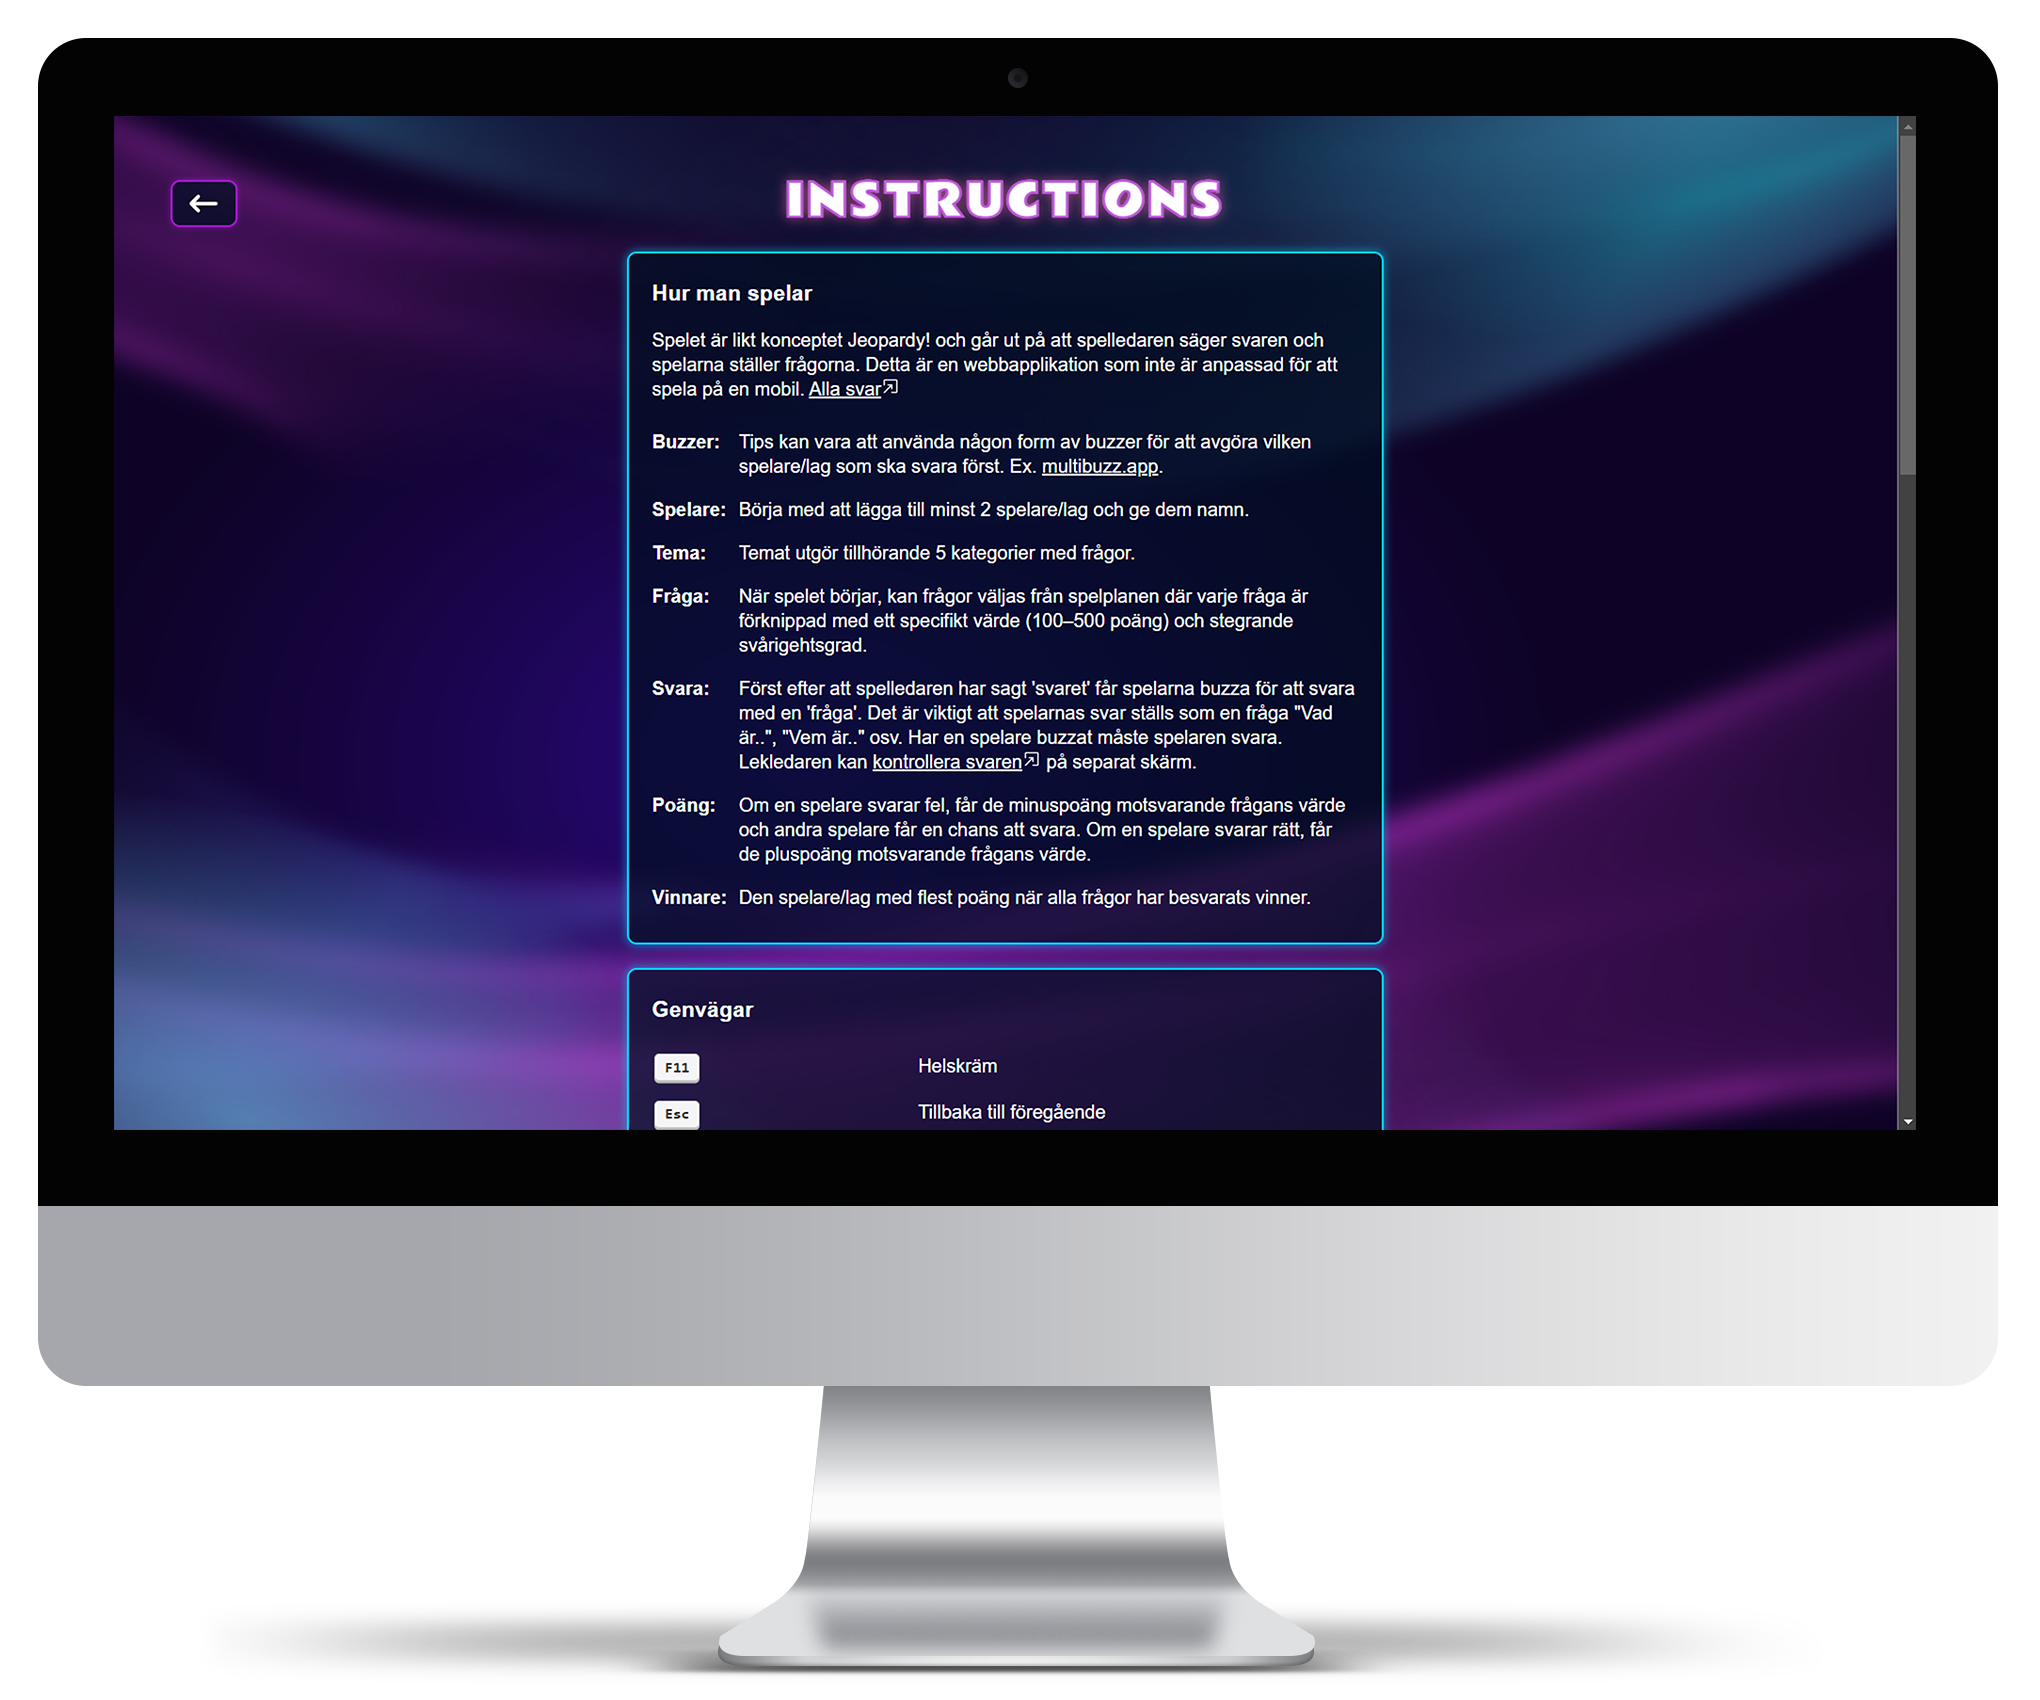 INSTRUCTIONS
Hur man spelar
Spelet är likt konceptet Jeopardy! och går ut på att spelledaren säger svaren och
spelarna ställer frågorna. Detta är en webbapplikation som inte är anpassad för att
spela på en mobil. Alla svar
Buzzer: Tips kan vara att använda någon form av buzzer för att avgöra vilken
spelare/lag som ska svara först. Ex. multibuzz.app.
Spelare: Börja med att lägga till minst 2 spelare/lag och ge dem namn.
Tema: Temat utgör tillhörande 5 kategorier med frågor.
Fråga: När spelet börjar, kan frågor väljas från spelplanen där varje fråga är
förknippad med ett specifikt värde (100–500 poäng) och stegrande
svårigehtsgrad.
Svara: Först efter att spelledaren har sagt 'svaret' får spelarna buzza för att svara
med en 'fråga'. Det är viktigt att spelarnas svar ställs som en fråga "Vad
är..", "Vem är.." osv. Har en spelare buzzat måste spelaren svara.
Lekledaren kan kontrollera svaren på separat skärm.
Poäng: Om en spelare svarar fel, får de minuspoäng motsvarande frågans värde
och andra spelare får en chans att svara. Om en spelare svarar rätt, får
de pluspoäng motsvarande frågans värde.
Vinnare: Den spelare/lag med flest poäng när alla frågor har besvarats vinner.
Genvägar
F11 Helskräm
Esc Tillbaka till föregående